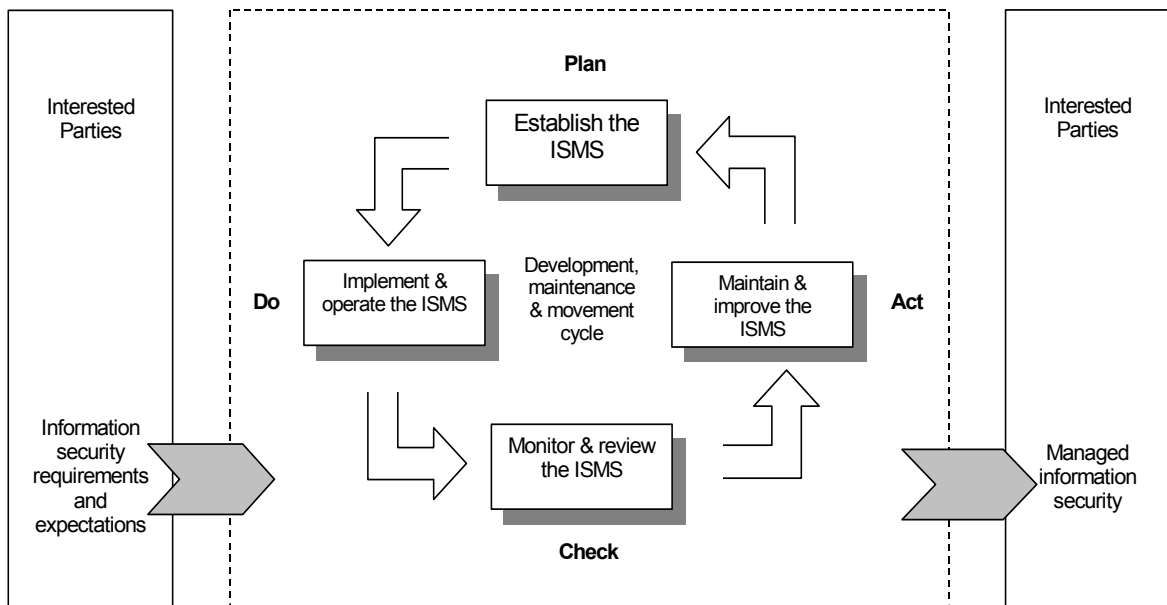 Interested
Parties
Information
security
requirements
and
expectations
Plan
Establish the
ISMS
Do
Implement &
operate the ISMS
Development,
maintenance
& movement
cycle
Maintain &
improve the
ISMS
Act
Monitor & review
the ISMS
Check
Interested
Parties
Managed
information
security